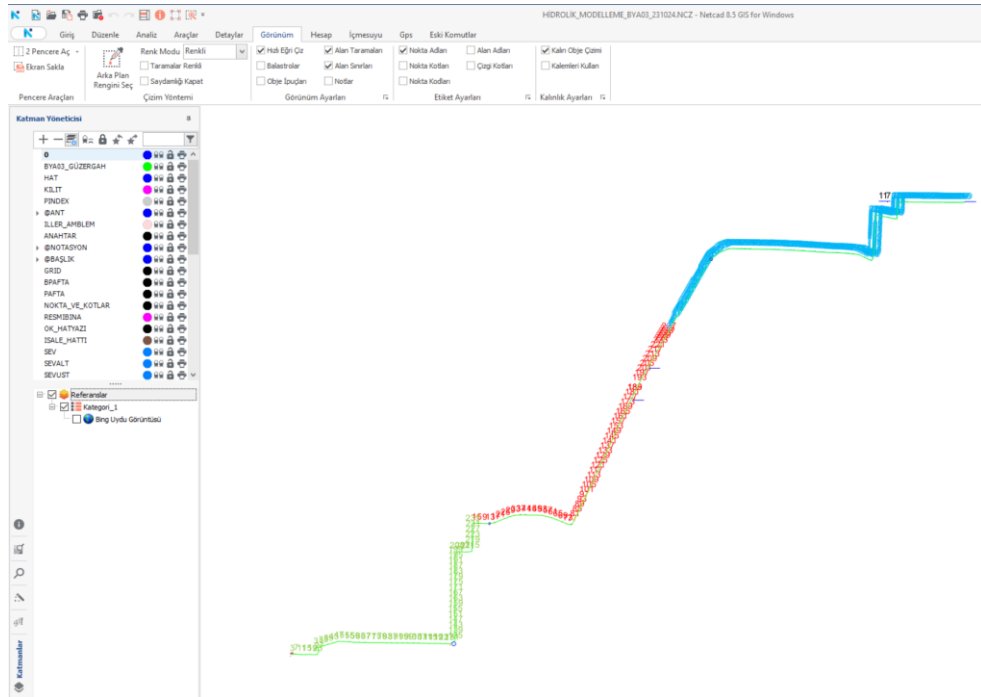 HİDROLİK_MODELLEME_BYA03_231024.NCZ - Netcad 8.5 GIS for Windows
Giriş Düzenle Analiz Araçlar Detaylar Görünüm Hesap İçmesuyu Gps Eski Komutlar
2 Pencere Aç
Ekran Sakla
Pencere Araçları
Arka Plan
Rengini Seç
Renk Modu Renkli
Taramalar Renkli
Saydamlığı Kapat
Çizim Yöntemi
Hızlı Eğri Çiz
Balastrolar
Obje İpuçları
Alan Taramaları
Alan Sınırları
Notlar
Görünüm Ayarları
Nokta Adları
Nokta Kotları
Nokta Kodları
Alan Adları
Çizgi Kotları
Etiket Ayarları
Kalın Obje Çizimi
Kalemleri Kullan
Kalınlık Ayarları
Katman Yöneticisi
0
BYA03_GÜZERGAH
HAT
KILIT
PINDEX
@ANT
ILLER_AMBLEM
ANAHTAR
@NOTASYON
@BAŞLIK
GRID
BPAFTA
PAFTA
NOKTA_VE_KOTLAR
RESMIBINA
OK_HATYAZI
ISALE_HATTI
SEV
SEVALT
SEVUST
Referanslar
Kategori_1
Bing Uydu Görüntüsü
Katmanlar
117